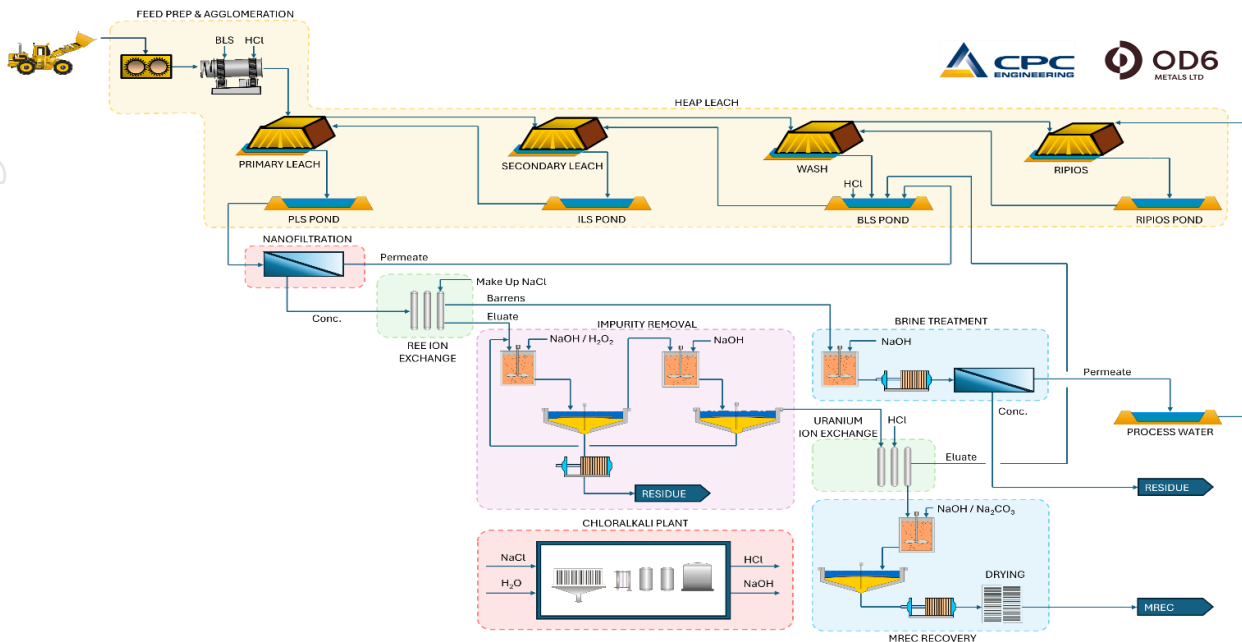 FEED PREP & AGGLOMERATION
BLS
HCl
CPC
ENGINEERING
OD6
METALS LTD
HEAP LEACH
PRIMARY LEACH
SECONDARY LEACH
WASH
RIPIOS
HCl
PLS POND
ILS POND
BLS POND
RIPIOS POND
NANOFILTRATION
Permeate
Conc.
Make Up NaCl
Barrens
Eluate
REE ION
EXCHANGE
IMPURITY REMOVAL
NaOH / H₂O₂
NaOH
RESIDUE
BRINE TREATMENT
NaOH
Permeate
Conc.
PROCESS WATER
URANIUM
ION EXCHANGE
HCl
Eluate
RESIDUE
CHLORALKALI PLANT
NaCl
H₂O
HCl
NaOH
NaOH / Na₂CO₃
DRYING
MREC
MREC RECOVERY